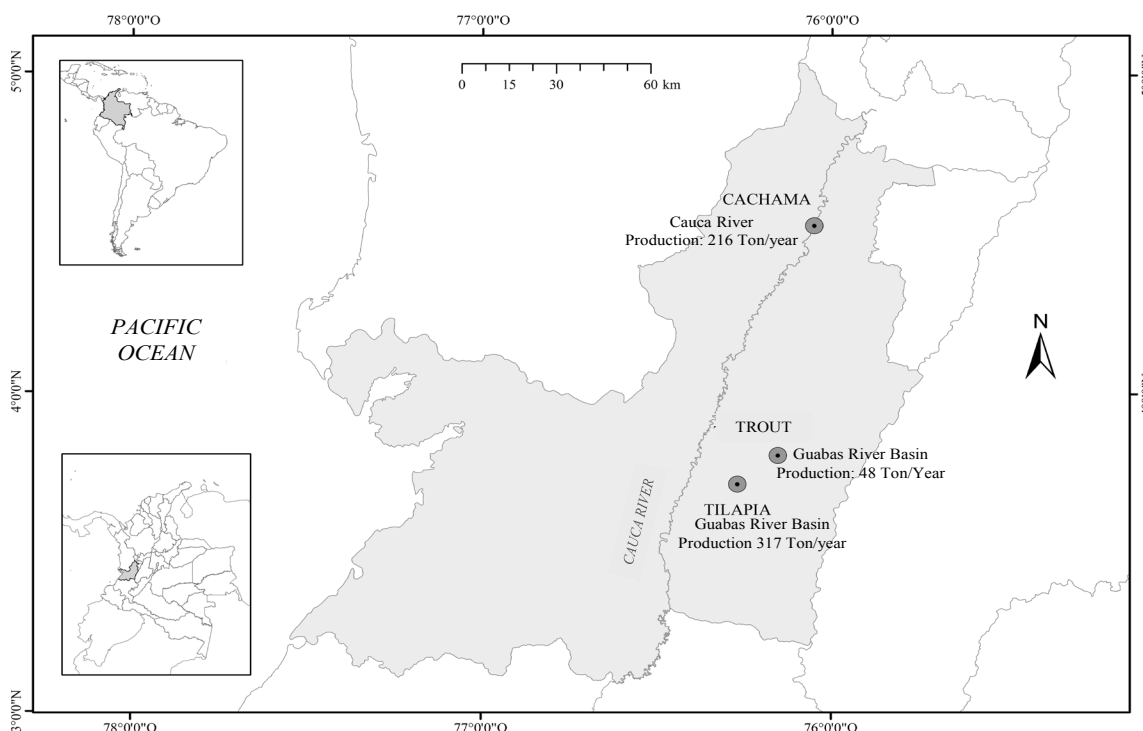 78°0'0"O 77°0'0"O 76°0'0"O
5°0'0"N
0 15 30 60 km
CACHAMA
Cauca River
Production: 216 Ton/year
PACIFIC
OCEAN
N
4°0'0"N
TROUT
Guabas River Basin
Production: 48 Ton/Year
TILAPIA
Guabas River Basin
Production 317 Ton/year
CAUCA RIVER
3°0'0"N
78°0'0"O 77°0'0"O 76°0'0"O